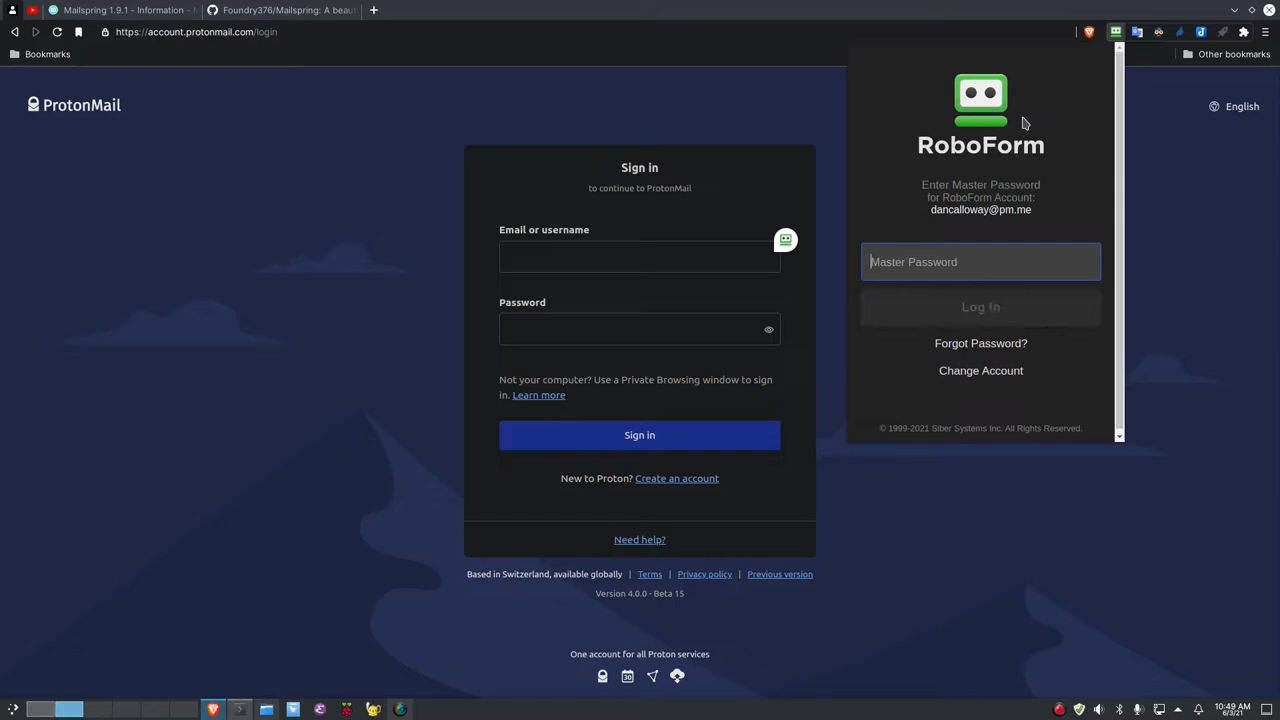 Mailspring 1.9.1 - Information -
Foundry376/Mailspring: A beau
https://account.protonmail.com/login
Bookmarks
Other bookmarks
ProtonMail
English
Sign in
to continue to ProtonMail
Email or username
Password
Not your computer? Use a Private Browsing window to sign
in. Learn more
Sign in
New to Proton? Create an account
Need help?
Based in Switzerland, available globally | Terms | Privacy policy | Previous version
Version 4.0.0 - Beta 15
One account for all Proton services
30
RoboForm
Enter Master Password
for RoboForm Account:
dancalloway@pm.me
Master Password
Log In
Forgot Password?
Change Account
© 1999-2021 Siber Systems Inc. All Rights Reserved.
10:49 AM
6/3/21